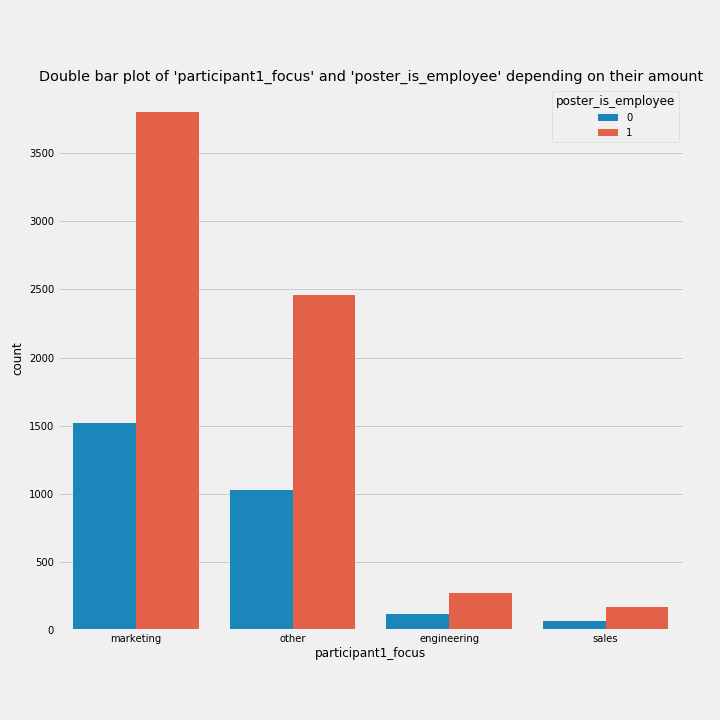 Double bar plot of 'participant1_focus' and 'poster_is_employee' depending on their amount
poster_is_employee
0
1
3500
3000
2500
2000
1500
1000
500
0
count
marketing other engineering sales
participant1_focus